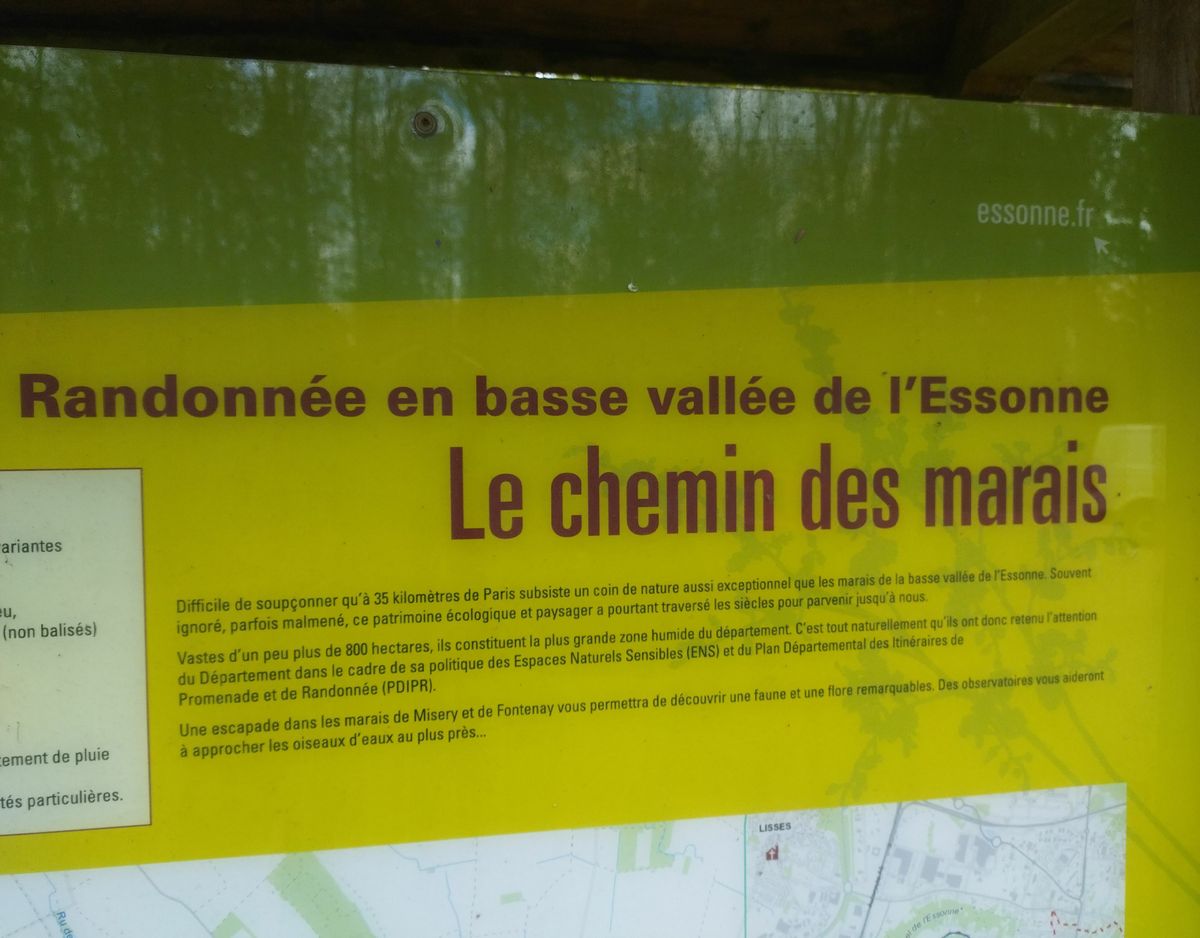 essonne.fr
Randonnée en basse vallée de l'Essonne
Le chemin des marais
(non balisés)
de pluie
particulières.
Difficile de soupçonner qu'à 35 kilomètres de Paris subsiste un coin de nature aussi exceptionnel que les marais de la basse vallée de l'Essonne. Souvent
ignoré, parfois malmené, ce patrimoine écologique et paysager a pourtant traversé les siècles pour parvenir jusqu'à nous.
Vastes d'un peu plus de 800 hectares, ils constituent la plus grande zone humide du département. C'est tout naturellement qu'ils ont donc retenu l'attention
du Département dans le cadre de sa politique des Espaces Naturels Sensibles (ENS) et du Plan Départemental des Itinéraires de
Promenade et de Randonnée (PDIPR).
Une escapade dans les marais de Misery et de Fontenay vous permettra de découvrir une faune et une flore remarquables. Des observatoires vous aideront
à approcher les oiseaux d'eaux au plus près...
LISSES
Ru de
de l'Essonne